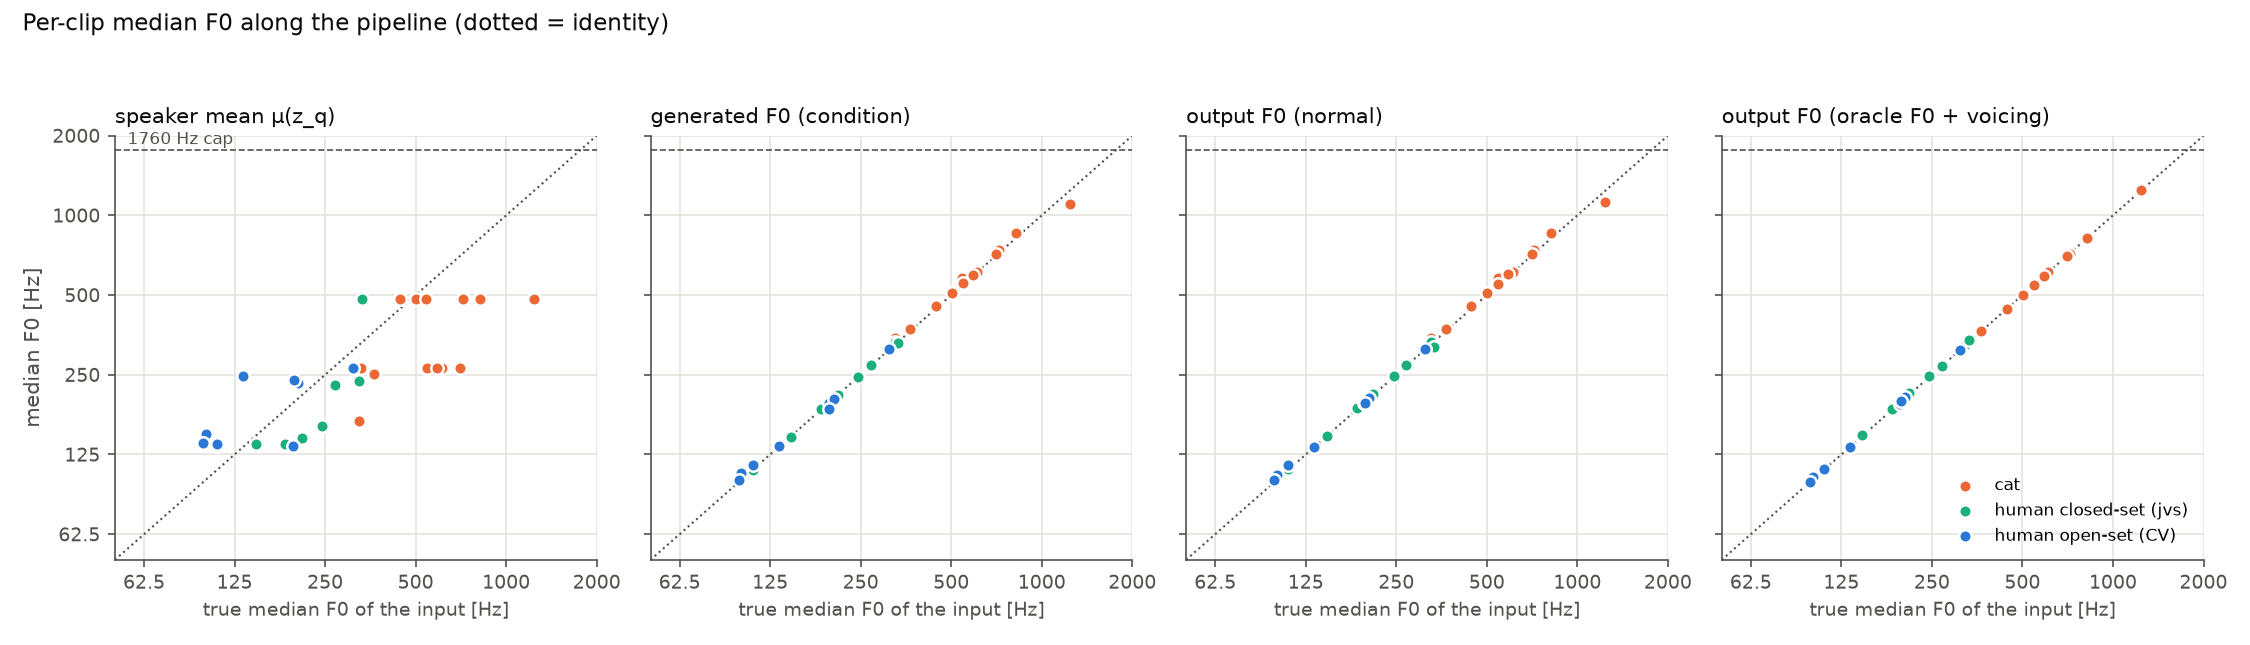 Per-clip median F0 along the pipeline (dotted = identity)
speaker mean μ(z_q)
1760 Hz cap
2000
1000
500
250
125
62.5
median F0 [Hz]
62.5 125 250 500 1000 2000
true median F0 of the input [Hz]
generated F0 (condition)
62.5 125 250 500 1000 2000
true median F0 of the input [Hz]
output F0 (normal)
62.5 125 250 500 1000 2000
true median F0 of the input [Hz]
output F0 (oracle F0 + voicing)
cat
human closed-set (jvs)
human open-set (CV)
62.5 125 250 500 1000 2000
true median F0 of the input [Hz]